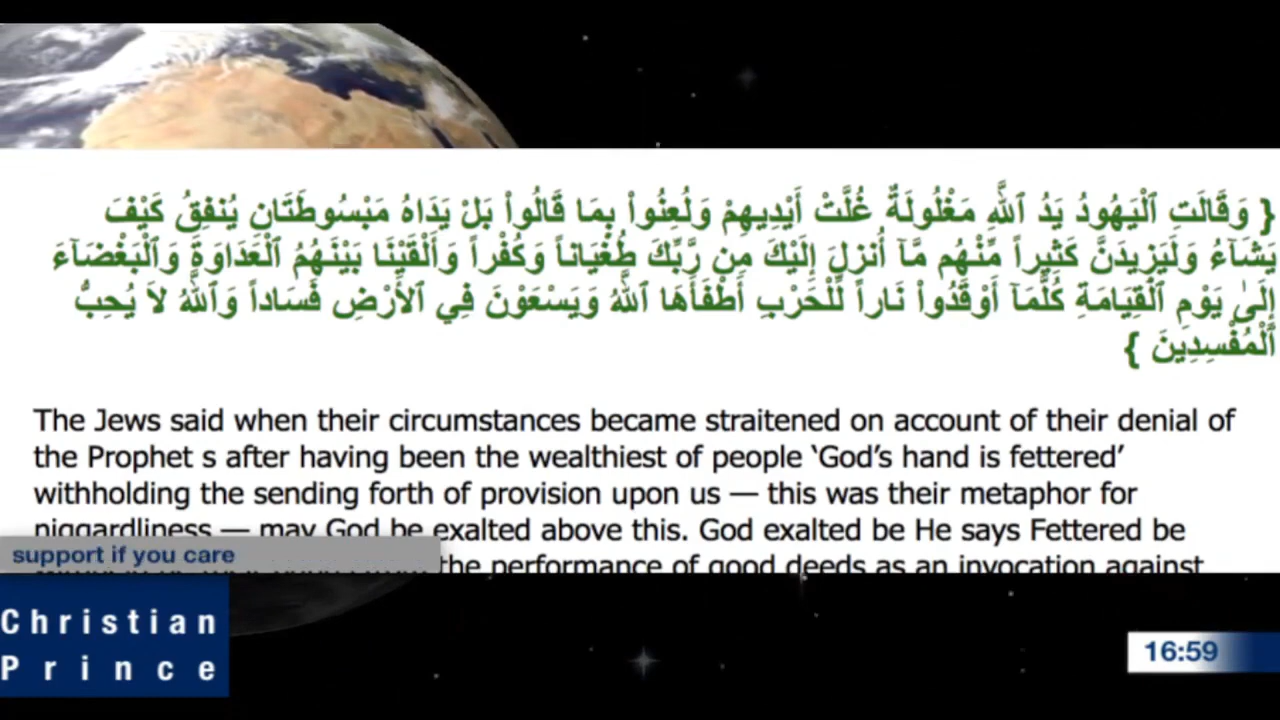 { وَقَالَتِ ٱلْيَهُودُ يَدُ ٱللَّهِ مَغْلُولَةٌ غُلَّتْ أَيْدِيهِمْ وَلُعِنُواْ بِمَا قَالُواْ بَلْ يَدَاهُ مَبْسُوطَتَانِ يُنفِقُ كَيْفَ
يَشَآءُ وَلَيَزِيدَنَّ كَثِيراً مِّنْهُم مَّآ أُنزِلَ إِلَيْكَ مِن رَّبِّكَ طُغْيَاناً وَكُفْراً وَأَلْقَيْنَا بَيْنَهُمُ ٱلْعَدَاوَةَ وَٱلْبَغْضَآءَ
إِلَىٰ يَوْمِ ٱلْقِيَامَةِ كُلَّمَآ أَوْقَدُواْ نَاراً لِّلْحَرْبِ أَطْفَأَهَا ٱللَّهُ وَيَسْعَوْنَ فِي ٱلأَرْضِ فَسَاداً وَٱللَّهُ لاَ يُحِبُّ
ٱلْمُفْسِدِينَ }
The Jews said when their circumstances became straitened on account of their denial of
the Prophet s after having been the wealthiest of people ‘God’s hand is fettered’
withholding the sending forth of provision upon us — this was their metaphor for
niggardliness — may God be exalted above this. God exalted be He says Fettered be
the performance of good deeds as an invocation against
support if you care
Christian
Prince
16:59